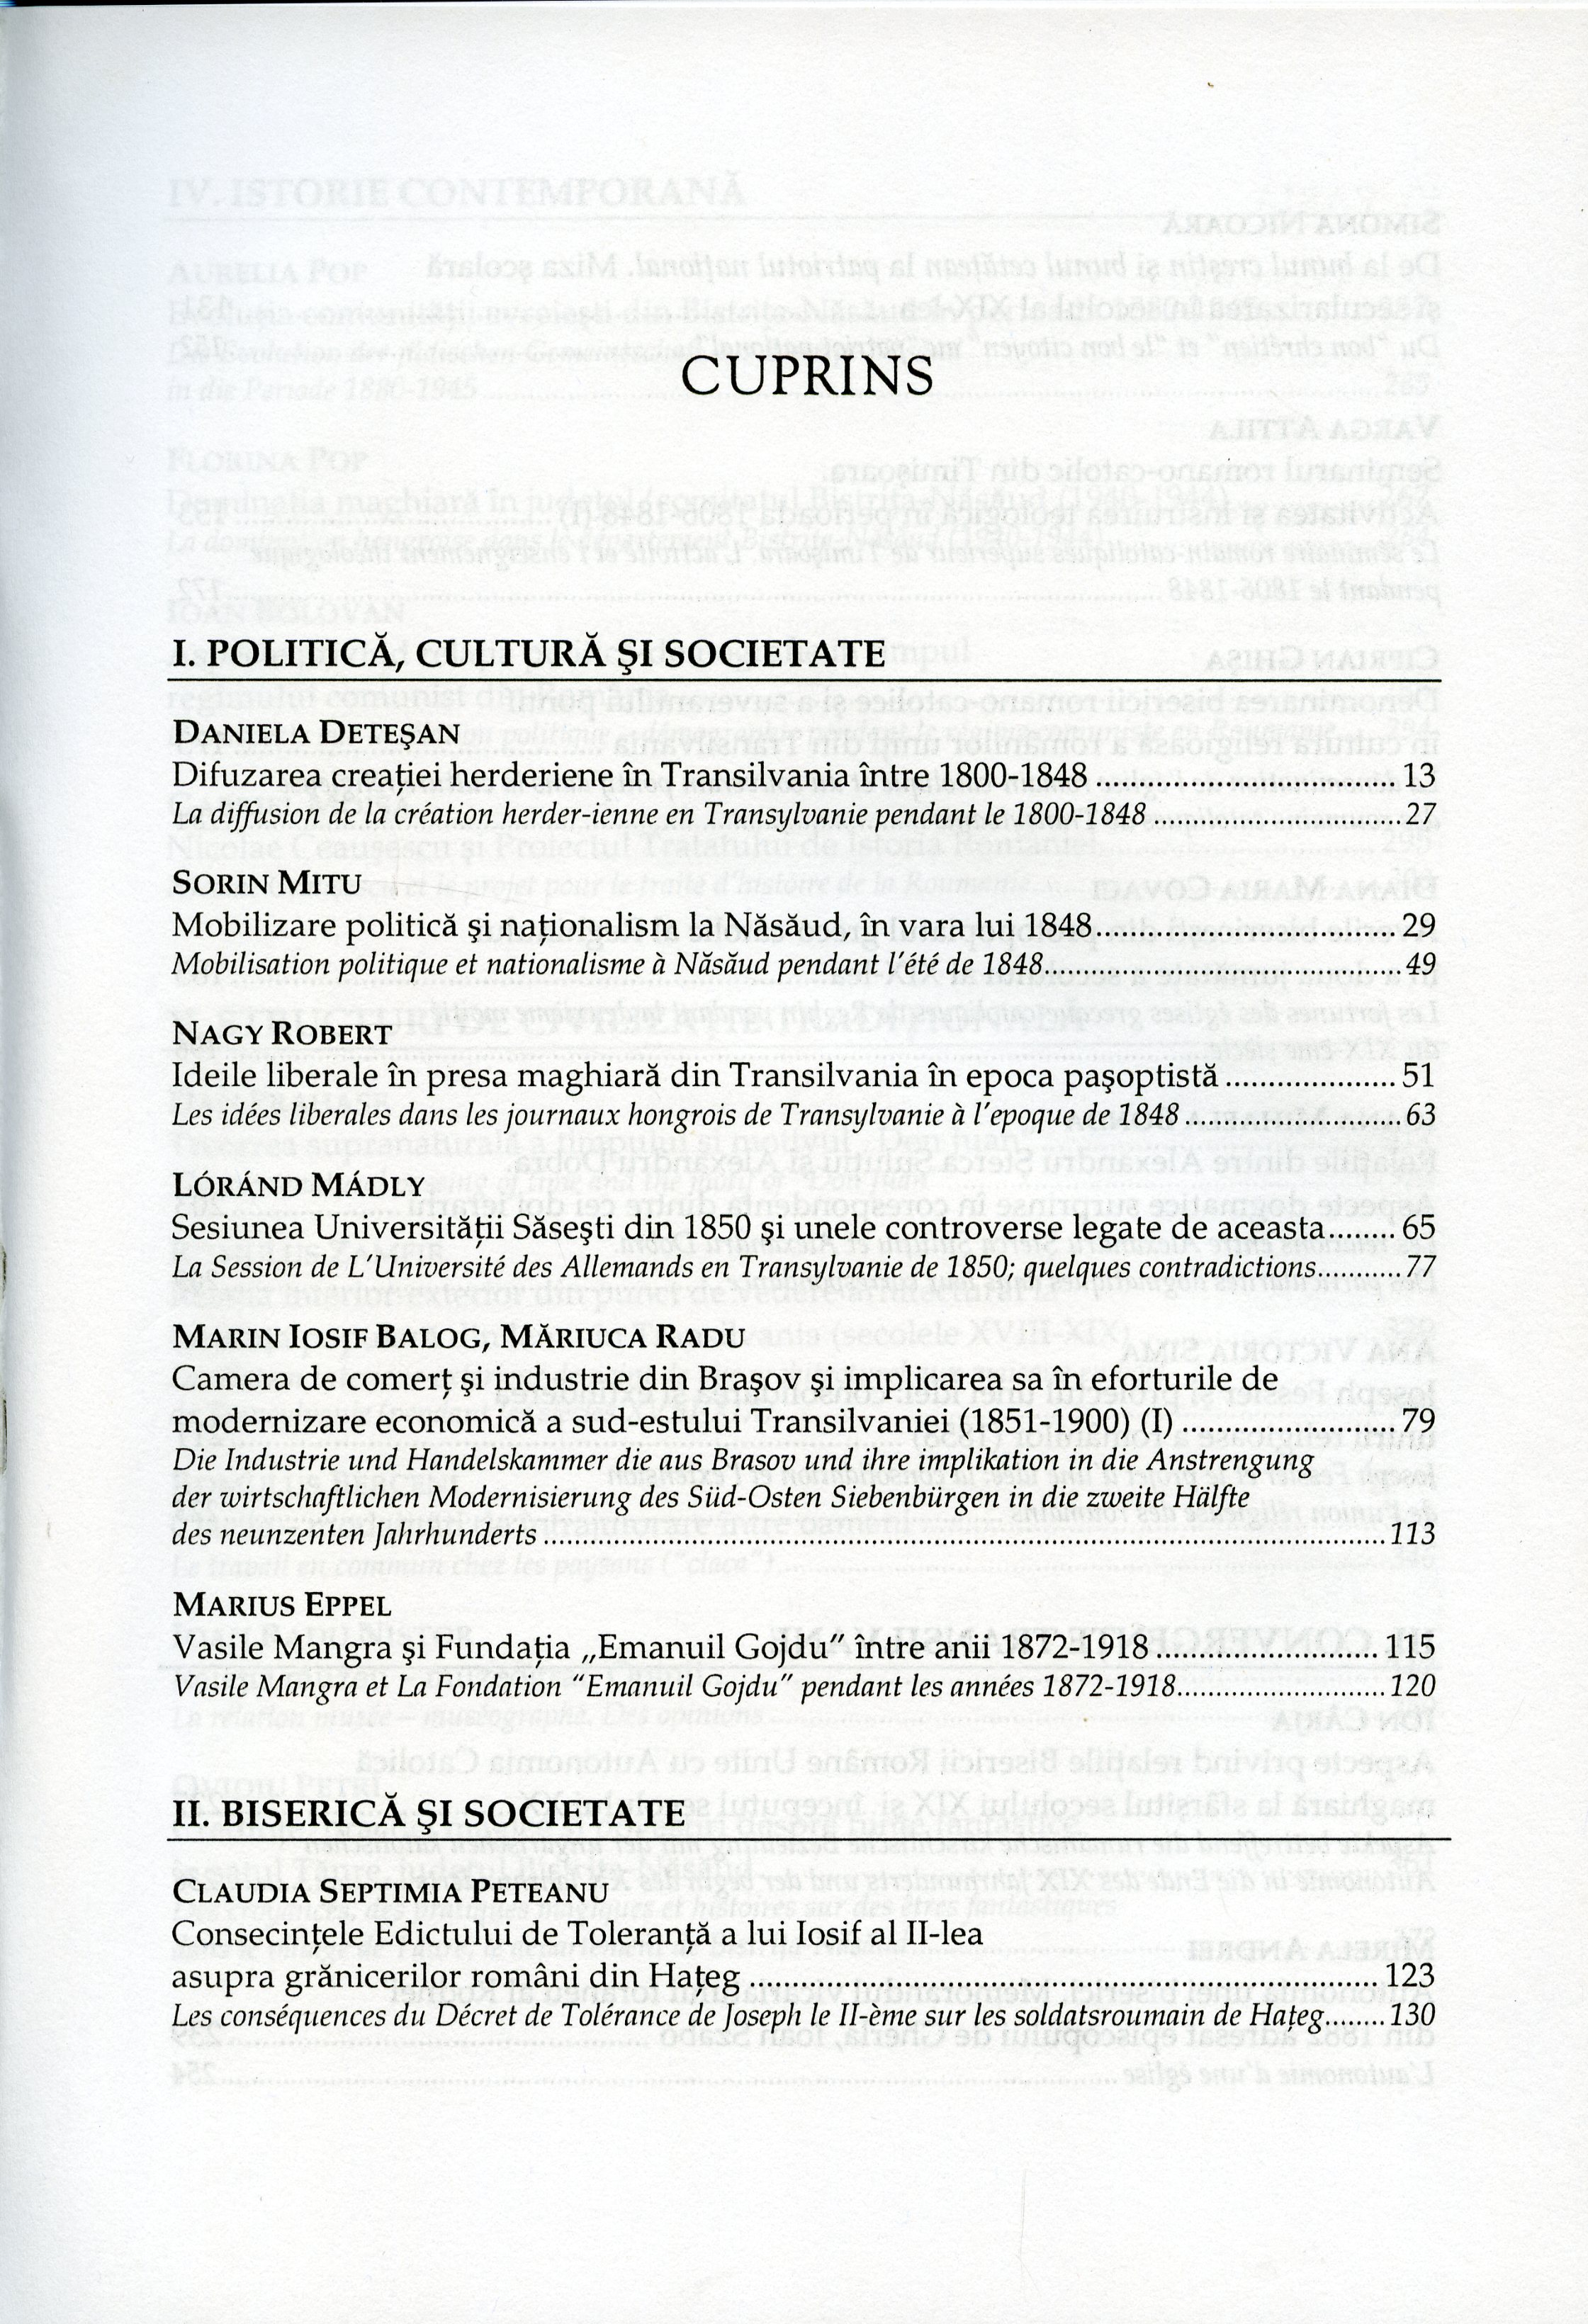 CUPRINS
I. POLITICĂ, CULTURĂ ŞI SOCIETATE
DANIELA DETEŞAN
Difuzarea creaţiei herderiene în Transilvania între 1800-1848 ................................... 13
La diffusion de la création herder-ienne en Transylvanie pendant le 1800-1848 ................................27
SORIN MITU
Mobilizare politică şi naţionalism la Năsăud, în vara lui 1848................................... 29
Mobilisation politique et nationalisme à Năsăud pendant l'été de 1848..............................................49
NAGY ROBERT
Ideile liberale în presa maghiară din Transilvania în epoca paşoptistă .................... 51
Les idées liberales dans les journaux hongrois de Transylvanie à l'epoque de 1848 ............................63
LÓRÁND MÁDLY
Sesiunea Universităţii Săseşti din 1850 şi unele controverse legate de aceasta........ 65
La Session de L'Université des Allemands en Transylvanie de 1850; quelques contradictions...........77
MARIN IOSIF BALOG, MĂRIUCA RADU
Camera de comerţ şi industrie din Braşov şi implicarea sa în eforturile de
modernizare economică a sud-estului Transilvaniei (1851-1900) (I) ......................... 79
Die Industrie und Handelskammer die aus Brasov und ihre implikation in die Anstrengung
der wirtschaftlichen Modernisierung des Süd-Osten Siebenbürgen in die zweite Hälfte
des neunzenten Jahrhunderts .............................................................................................................113
MARIUS EPPEL
Vasile Mangra şi Fundaţia „Emanuil Gojdu” între anii 1872-1918 .......................... 115
Vasile Mangra et La Fondation “Emanuil Gojdu” pendant les années 1872-1918...........................120
II. BISERICĂ ŞI SOCIETATE
CLAUDIA SEPTIMIA PETEANU
Consecinţele Edictului de Toleranţă a lui Iosif al II-lea
asupra grănicerilor români din Haţeg .......................................................................... 123
Les conséquences du Décret de Tolérance de Joseph le II-ème sur les soldatsroumain de Haţeg........130